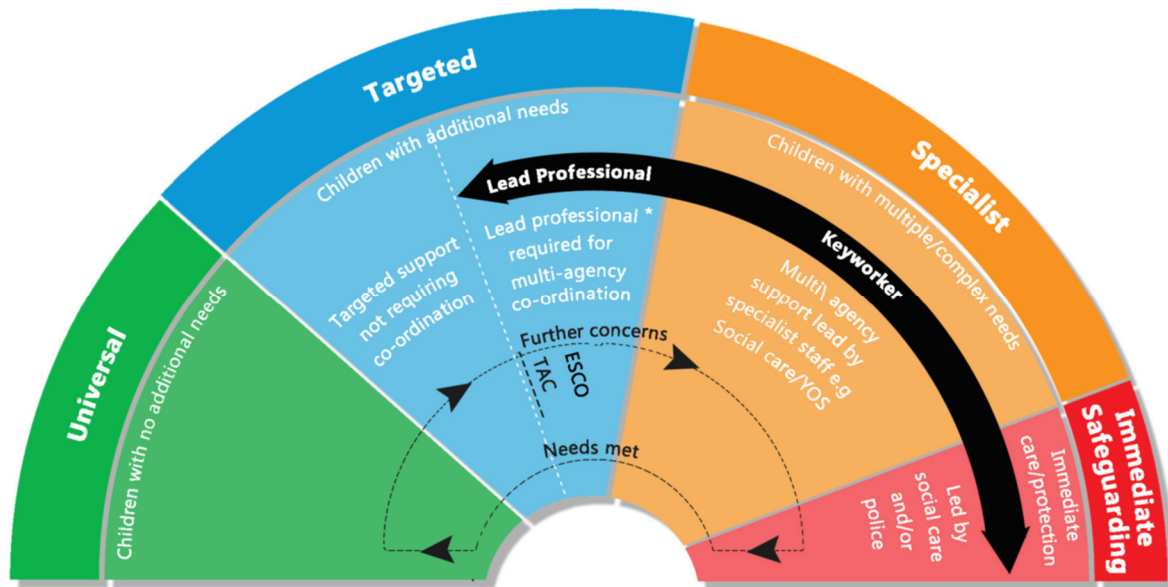 Universal
Children with no additional needs
Targeted
Children with additional needs
Targeted support
not requiring
co-ordination
Lead Professional
Lead professional *
required for
multi-agency
co-ordination
Further concerns
TAC
ESCO
Needs met
Specialist
Children with multiple/complex needs
Keyworker
Multi\ agency
support lead by
specialist staff e.g
Social care/YOS
Immediate
Safeguarding
Immediate
care/protection
Led by
social care
and/or
police